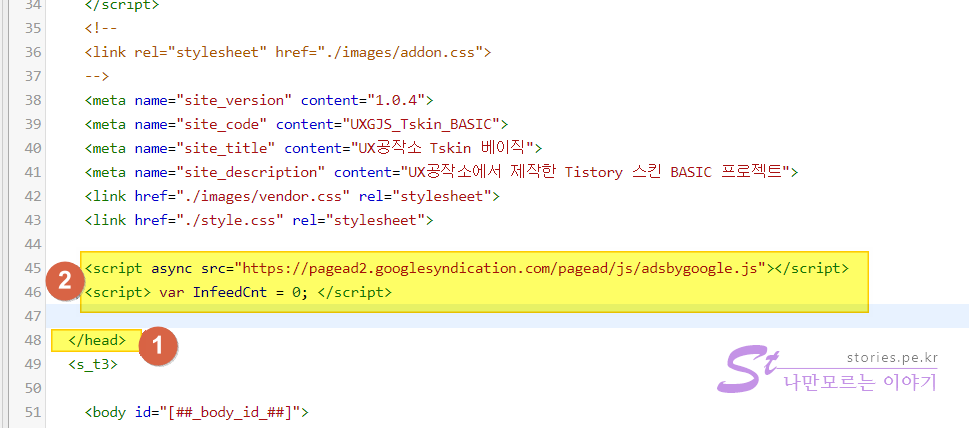 34 </script>
35 <!--
36 <link rel="stylesheet" href="./images/addon.css">
37 -->
38 <meta name="site_version" content="1.0.4">
39 <meta name="site_code" content="UXGJS_Tskin_BASIC">
40 <meta name="site_title" content="UX공작소 Tskin 베이직">
41 <meta name="site_description" content="UX공작소에서 제작한 Tistory 스킨 BASIC 프로젝트">
42 <link href="./images/vendor.css" rel="stylesheet">
43 <link href="./style.css" rel="stylesheet">
44
45 <script async src="https://pagead2.googlesyndication.com/pagead/js/adsbygoogle.js"></script>
2
46 <script> var InfeedCnt = 0; </script>
47
48 </head>
1
49 <s_t3>
50
51 <body id="[##_body_id_##]">
St
stories.pe.kr
나만모르는 이야기